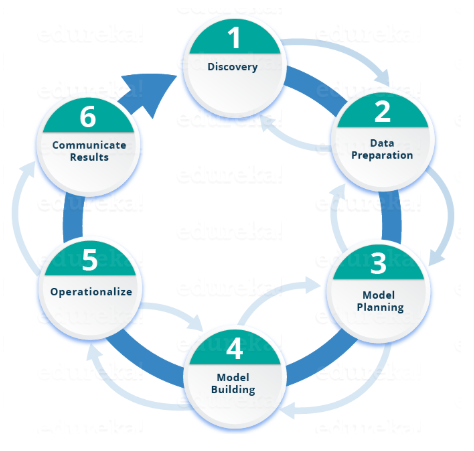 1
Discovery
2
Data
Preparation
3
Model
Planning
4
Model
Building
5
Operationalize
6
Communicate
Results